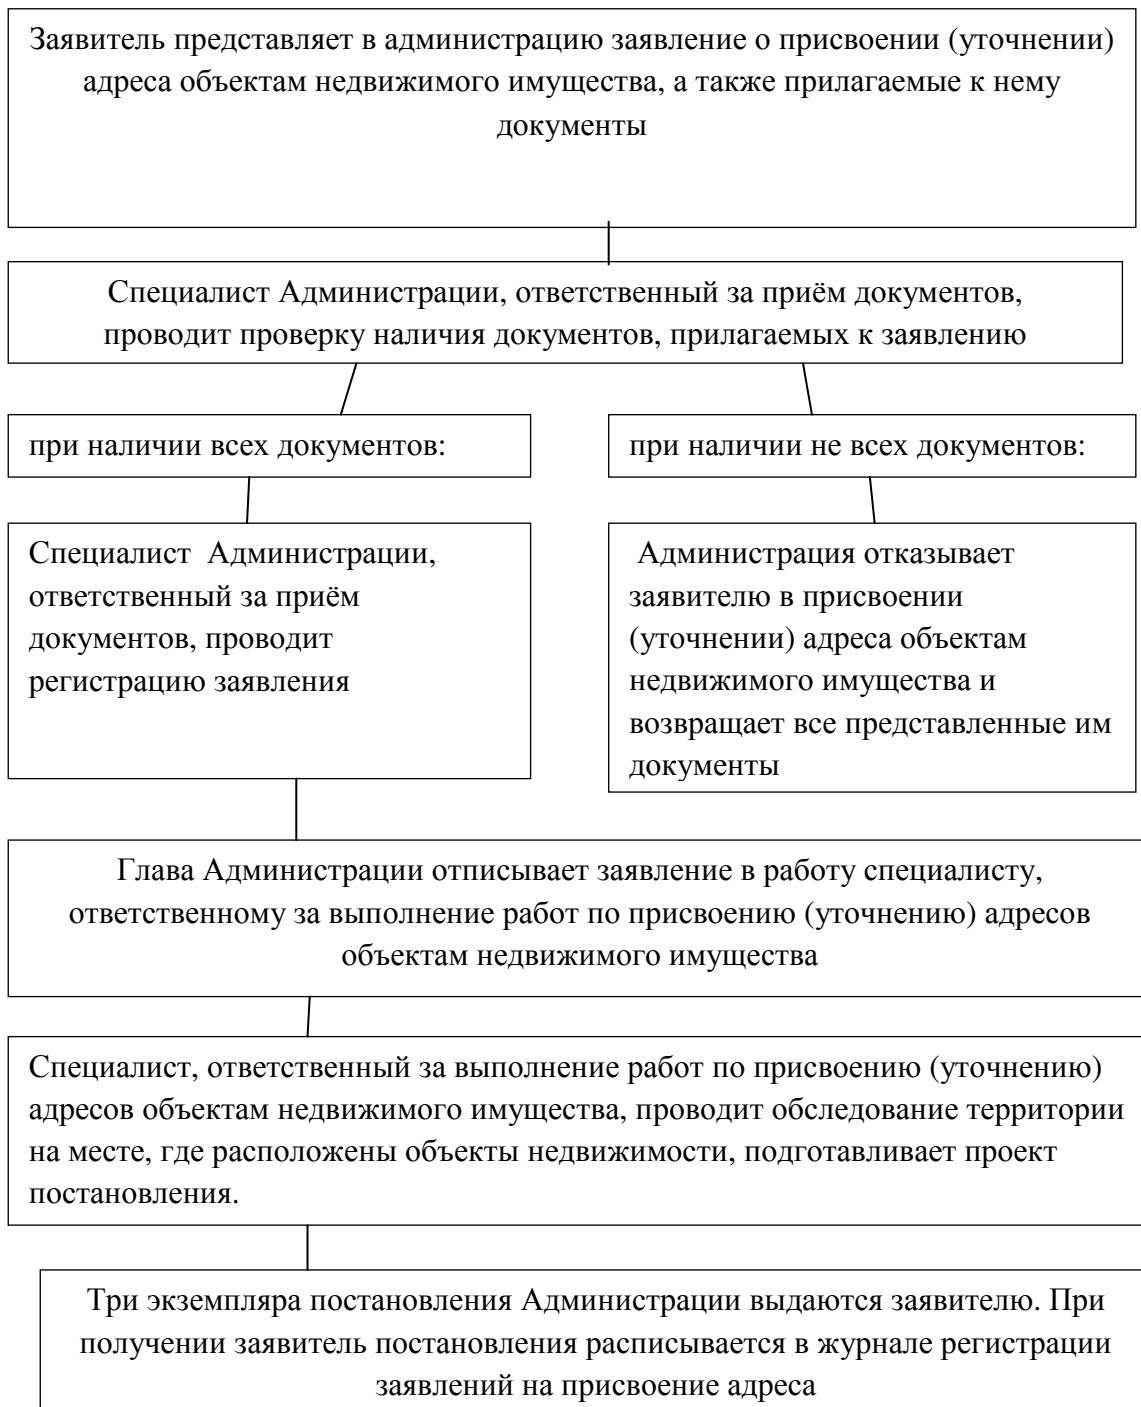 Заявитель представляет в администрацию заявление о присвоении (уточнении)
адреса объектам недвижимого имущества, а также прилагаемые к нему
документы
Специалист Администрации, ответственный за приём документов,
проводит проверку наличия документов, прилагаемых к заявлению
при наличии всех документов:
при наличии не всех документов:
Специалист Администрации,
ответственный за приём
документов, проводит
регистрацию заявления
Администрация отказывает
заявителю в присвоении
(уточнении) адреса объектам
недвижимого имущества и
возвращает все представленные им
документы
Глава Администрации отписывает заявление в работу специалисту,
ответственному за выполнение работ по присвоению (уточнению) адресов
объектам недвижимого имущества
Специалист, ответственный за выполнение работ по присвоению (уточнению)
адресов объектам недвижимого имущества, проводит обследование территории
на месте, где расположены объекты недвижимости, подготавливает проект
постановления.
Три экземпляра постановления Администрации выдаются заявителю. При
получении заявитель постановления расписывается в журнале регистрации
заявлений на присвоение адреса